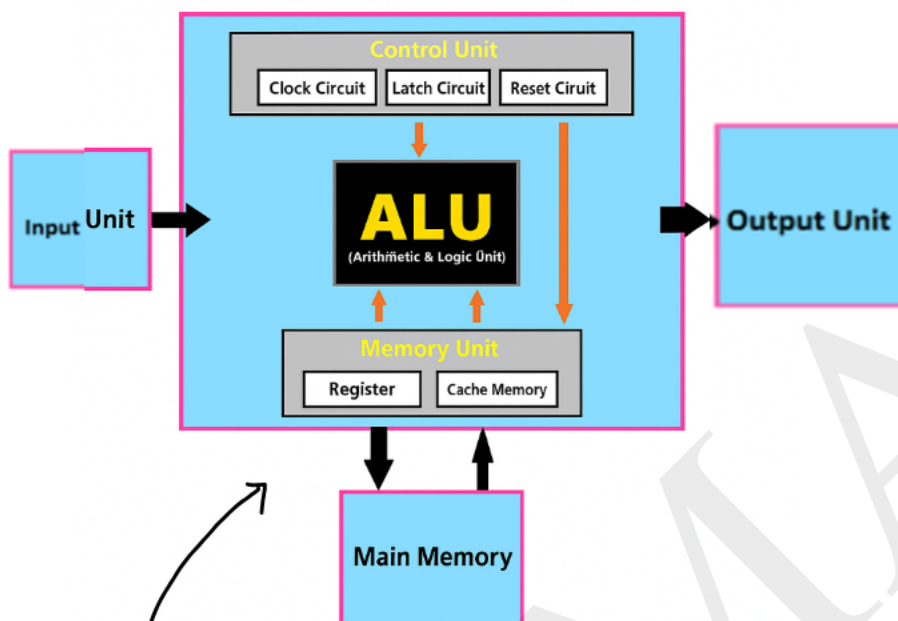 Control Unit
Clock Circuit
Latch Circuit
Reset Ciruit
Input Unit
ALU
(Arithmetic & Logic Unit)
Output Unit
Memory Unit
Register
Cache Memory
Main Memory